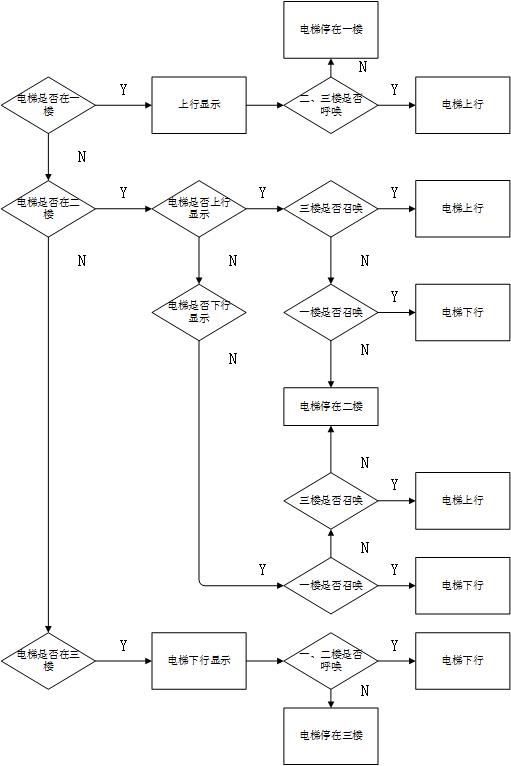 电梯停在一楼
N
电梯是否在一
楼
Y
上行显示
二、三楼是否
呼唤
Y
电梯上行
N
电梯是否在二
楼
Y
电梯是否上行
显示
Y
三楼是否召唤
Y
电梯上行
N
N
N
电梯是否下行
显示
一楼是否召唤
Y
电梯下行
N
N
电梯停在二楼
N
三楼是否召唤
Y
电梯上行
N
Y
一楼是否召唤
Y
电梯下行
电梯是否在三
楼
Y
电梯下行显示
一、二楼是否
呼唤
Y
电梯下行
N
电梯停在三楼